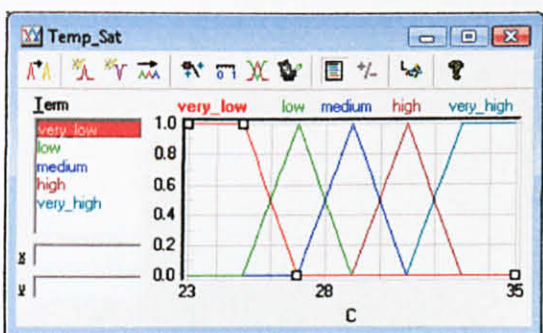 Temp_Sat
+/-
?
Term
very_low
low
medium
high
very_high
very_low low medium high very_high
1.0
0.8
0.6
0.4
0.2
0.0
23 28 35
C